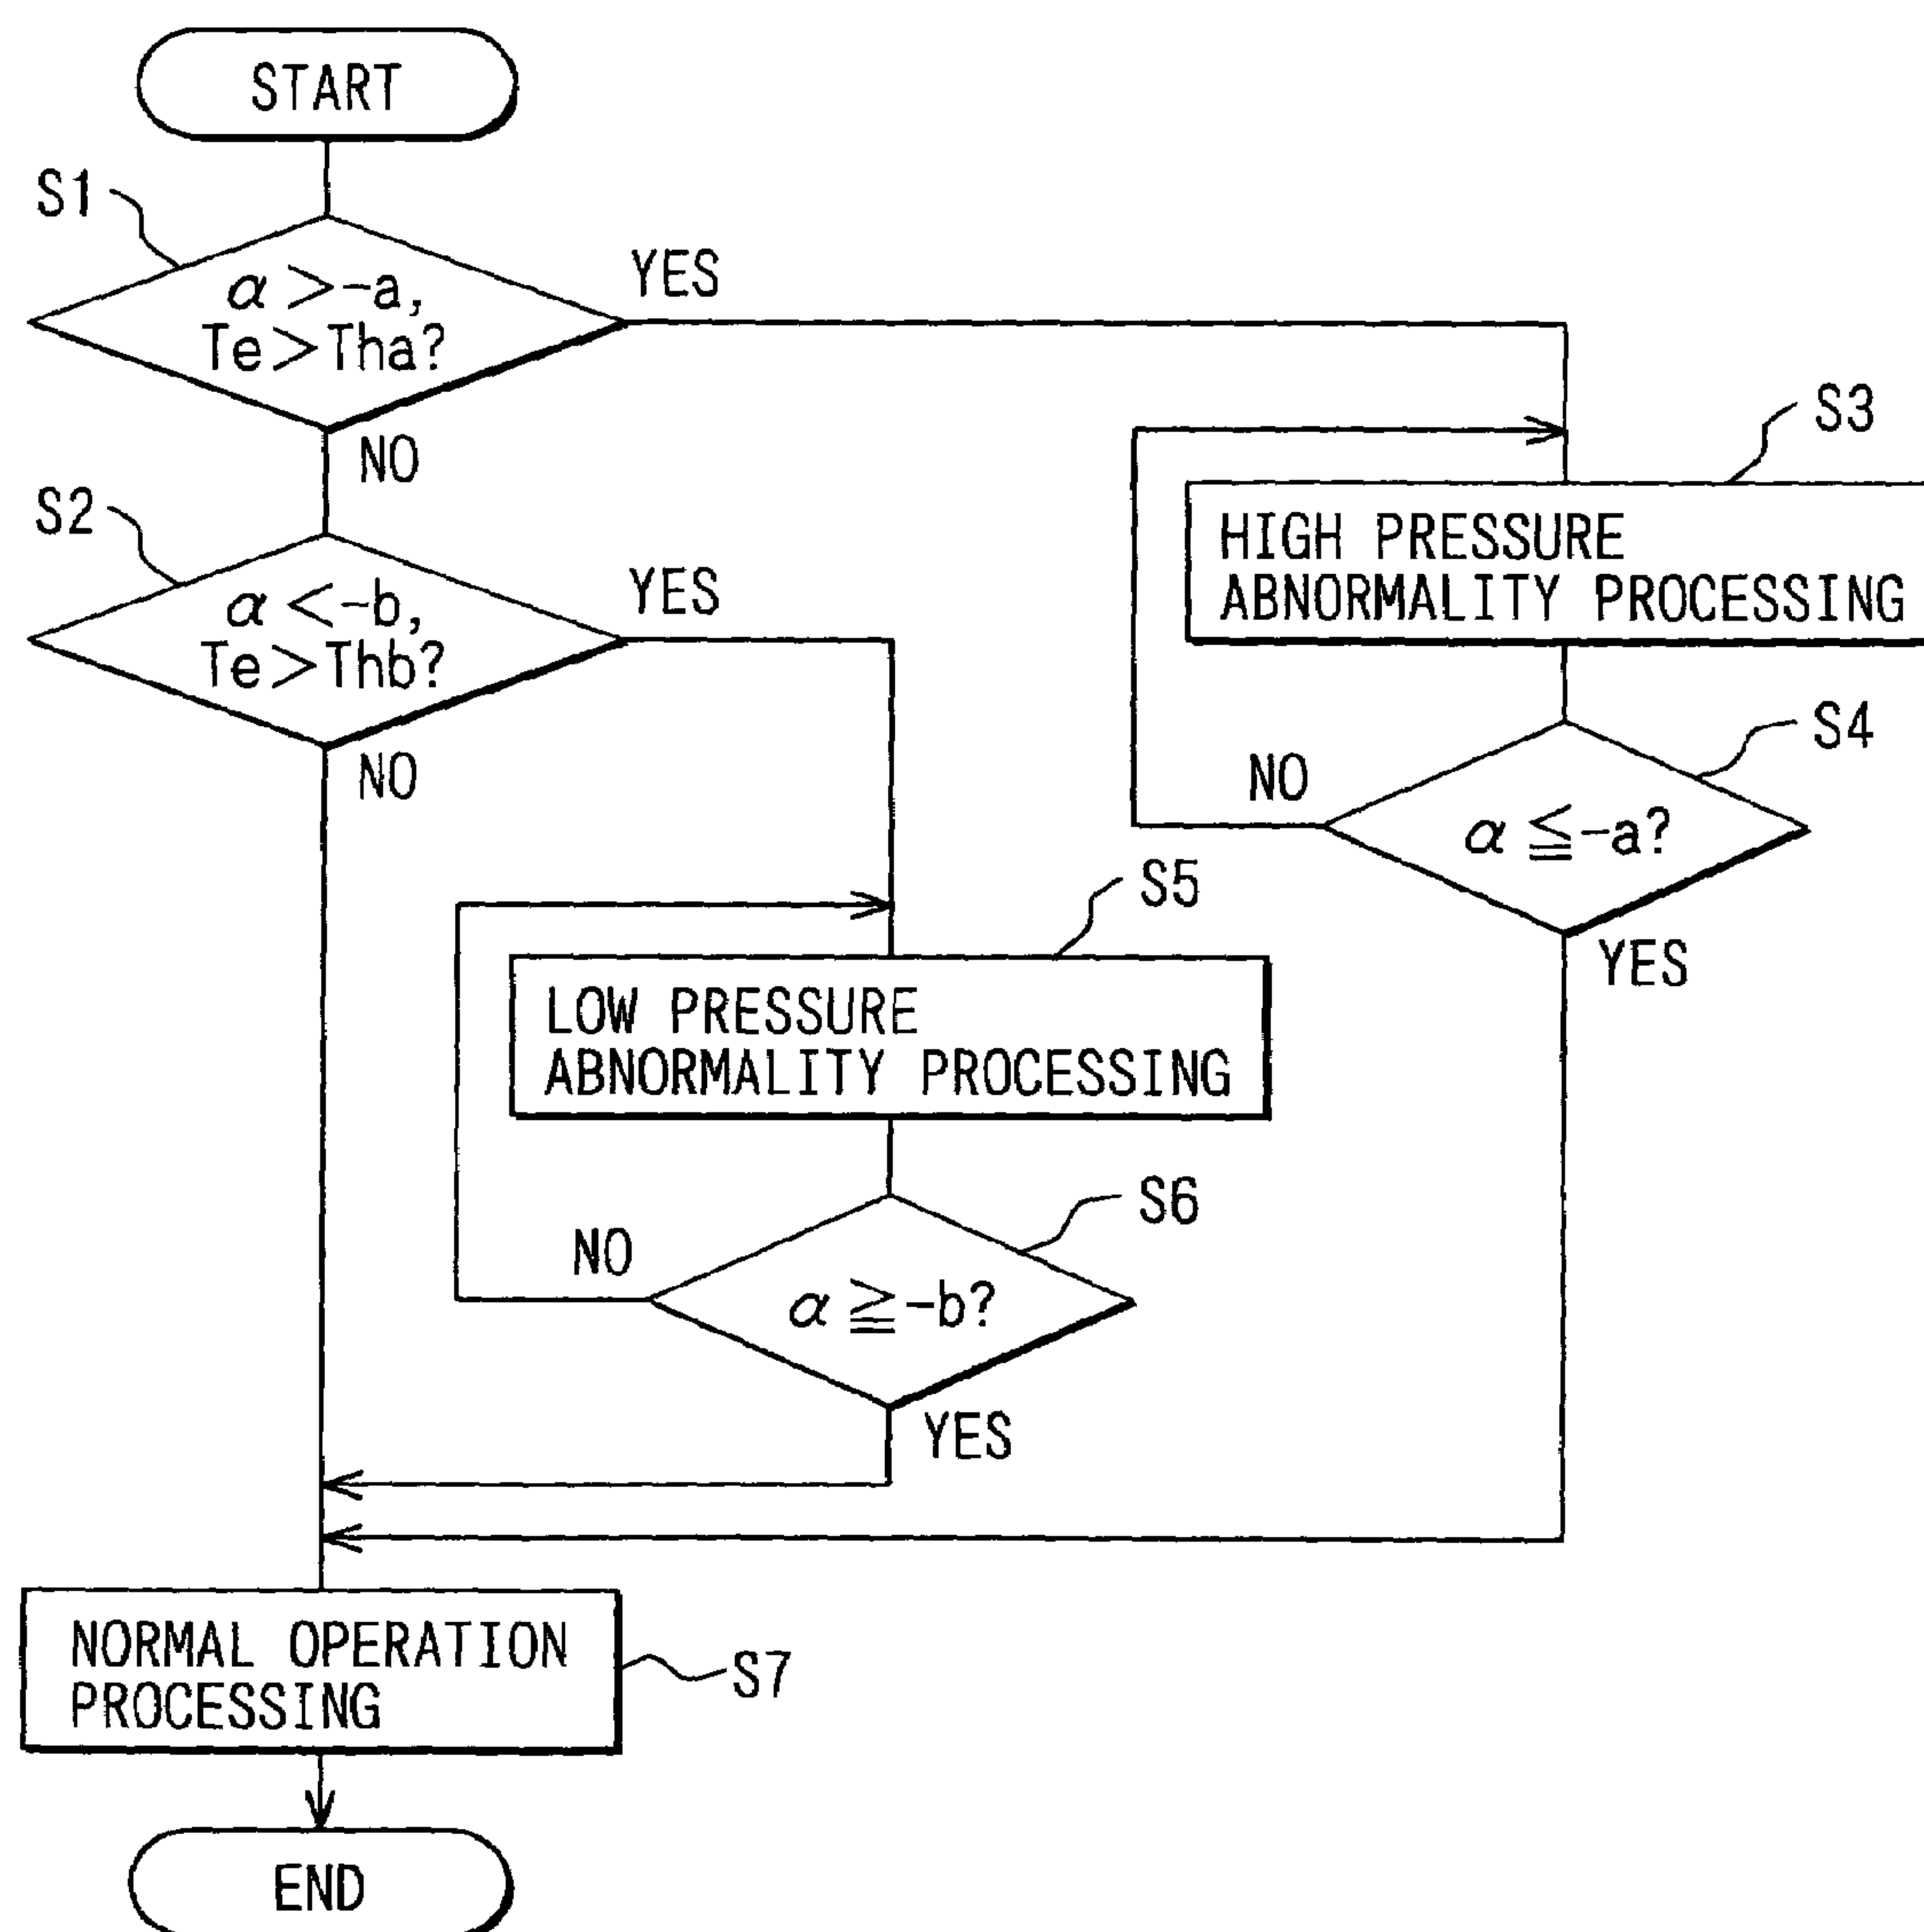 START
S1
α>-a,
Te>Tha?
YES
NO
S2
α<-b,
Te>Thb?
YES
NO
S3
HIGH PRESSURE
ABNORMALITY PROCESSING
S4
NO
α≦-a?
YES
S5
LOW PRESSURE
ABNORMALITY PROCESSING
S6
NO
α≧-b?
YES
NORMAL OPERATION
PROCESSING
S7
END